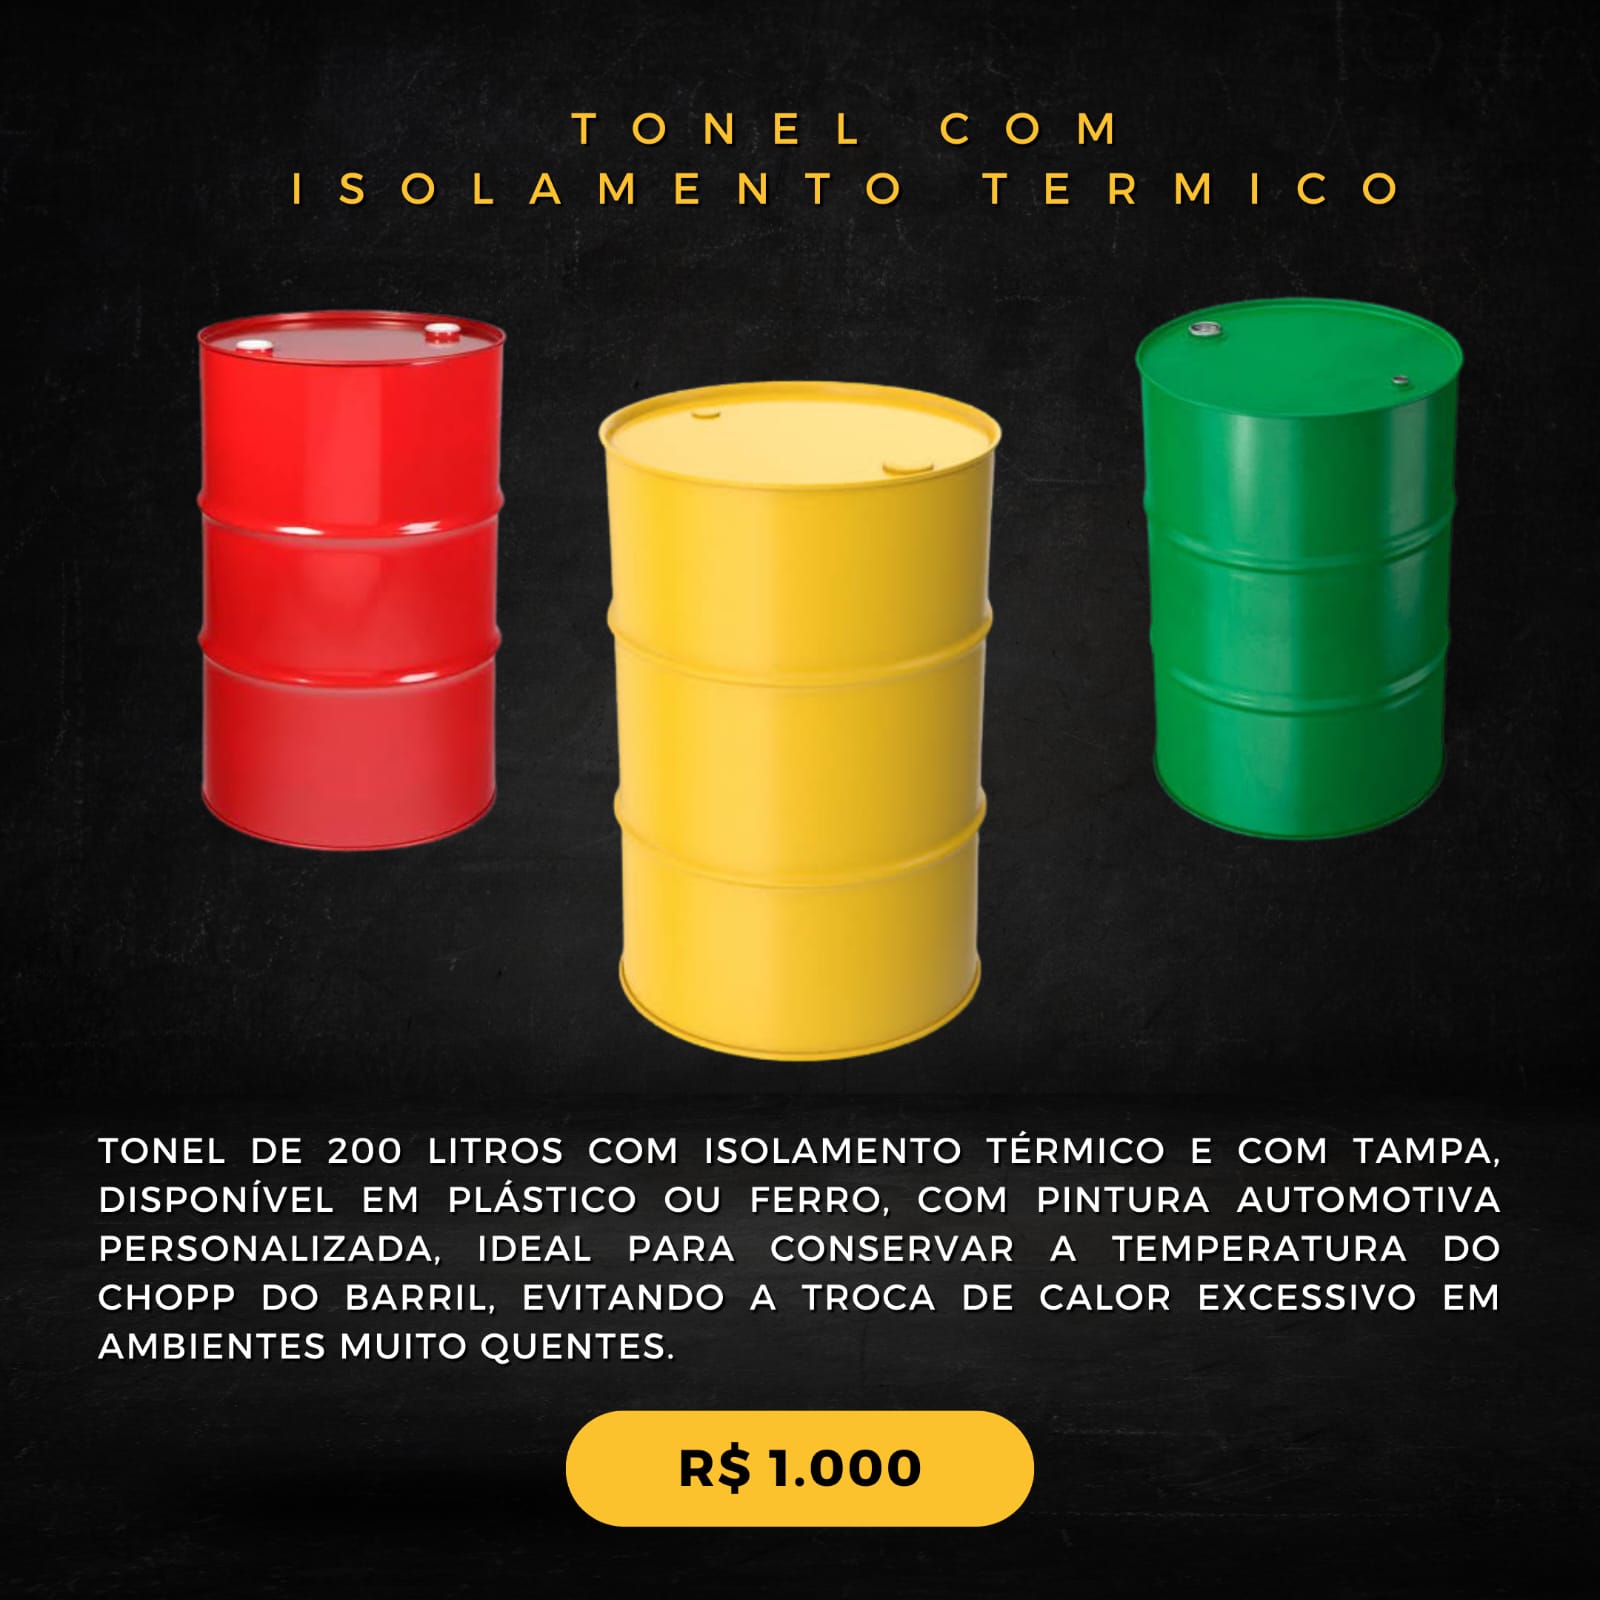 TONEL COM
ISOLAMENTO TERMICO
TONEL DE 200 LITROS COM ISOLAMENTO TÉRMICO E COM TAMPA,
DISPONÍVEL EM PLÁSTICO OU FERRO, COM PINTURA AUTOMOTIVA
PERSONALIZADA, IDEAL PARA CONSERVAR A TEMPERATURA DO
CHOPP DO BARRIL, EVITANDO A TROCA DE CALOR EXCESSIVO EM
AMBIENTES MUITO QUENTES.
R$ 1.000